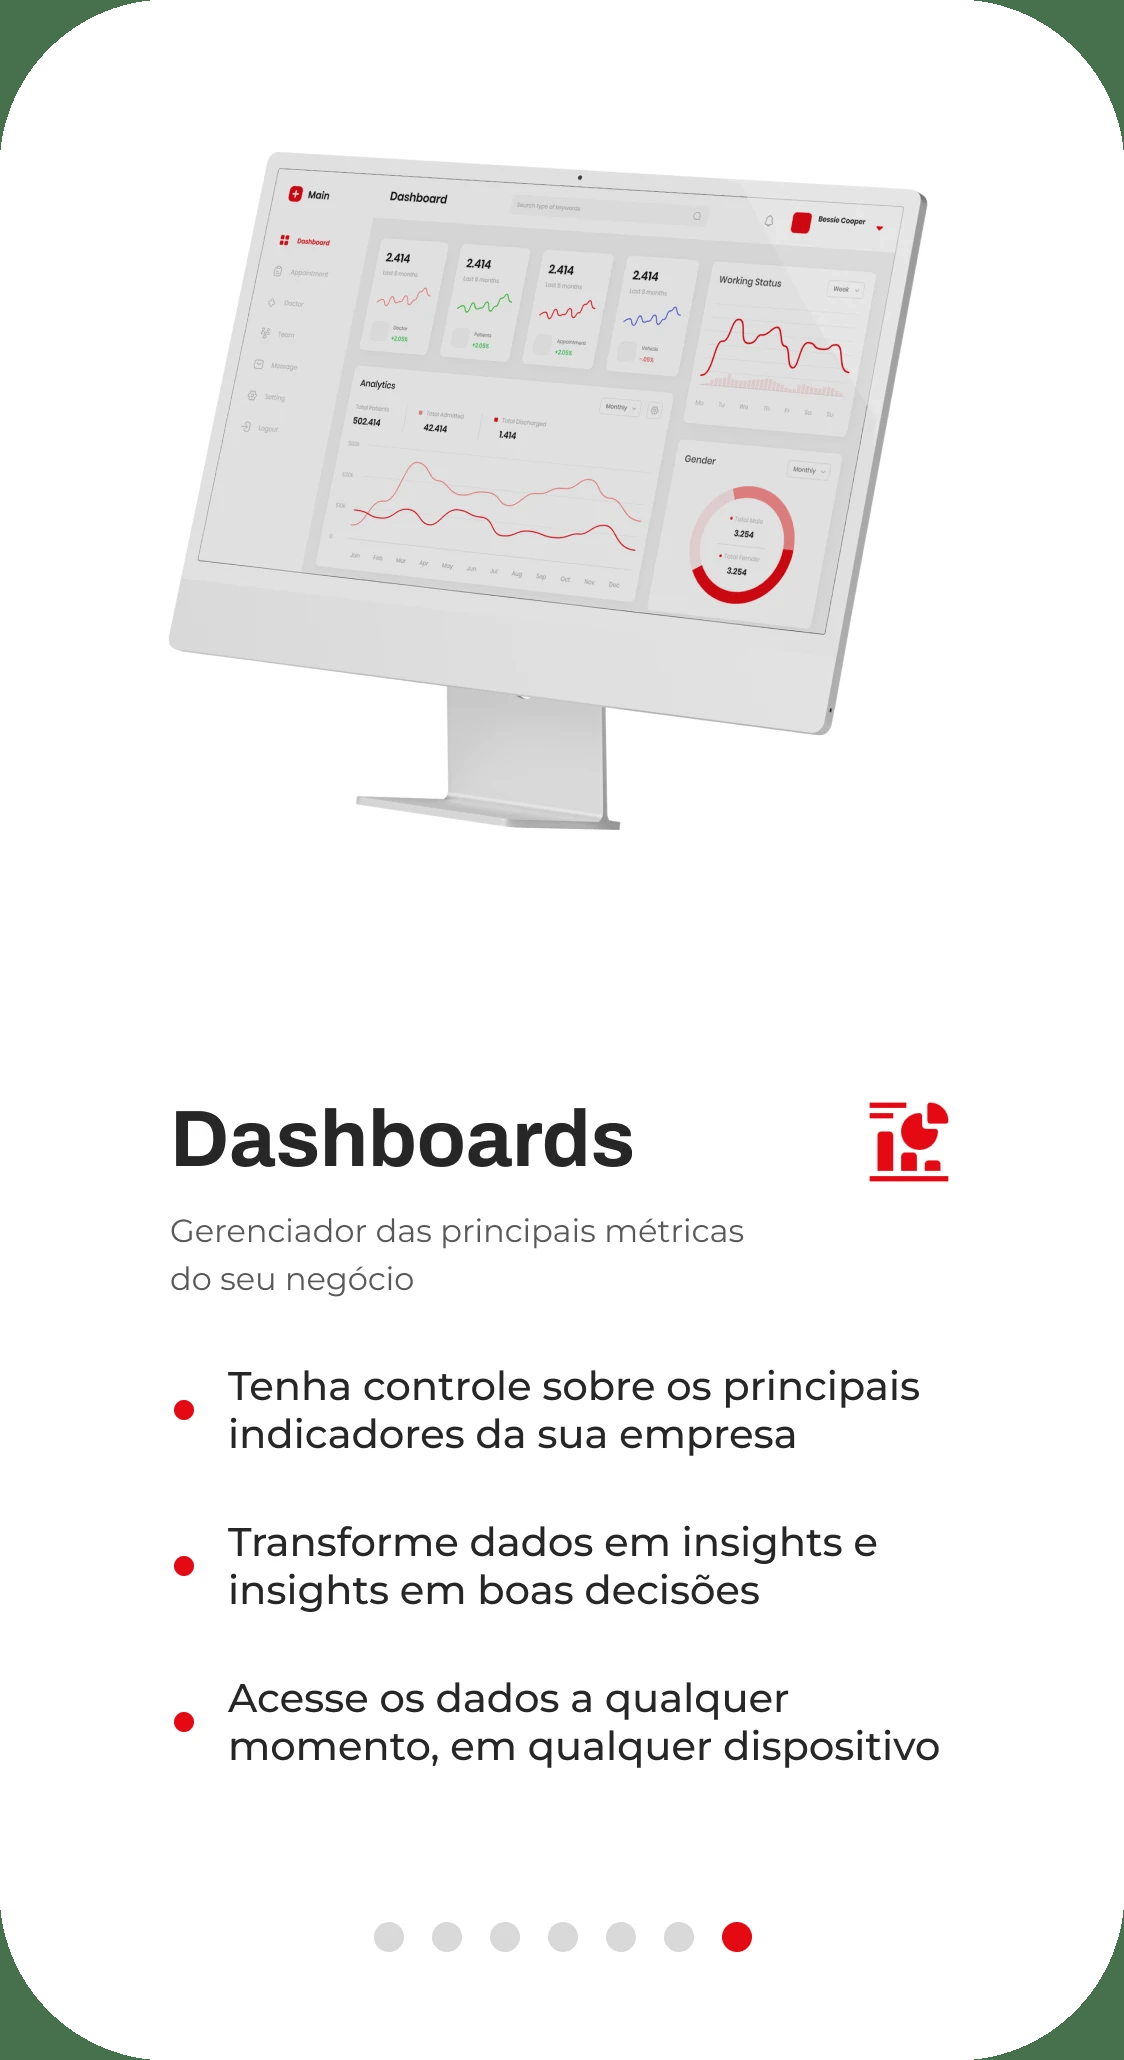 Main
Dashboard
Search type of keywords
Bessie Cooper
Dashboard
Appointment
Doctor
Team
Message
Setting
Logout
2.414
Last 6 months
Doctor
+2.05%
2.414
Last 6 months
Patients
+2.05%
2.414
Last 6 months
Appointment
+2.05%
2.414
Last 6 months
Vehicle
-.05%
Working Status
Week
Mo Tu We Th Fr Sa Su
Analytics
Monthly
Total Patients
502.414
Total Admitted
42.414
Total Discharged
1.414
0
Jan Feb Mar Apr May Jun Jul Aug Sep Oct Nov Dec
Gender
Monthly
Total Male
3.254
Total Female
3.254
Dashboards
Gerenciador das principais métricas
do seu negócio
Tenha controle sobre os principais
indicadores da sua empresa
Transforme dados em insights e
insights em boas decisões
Acesse os dados a qualquer
momento, em qualquer dispositivo